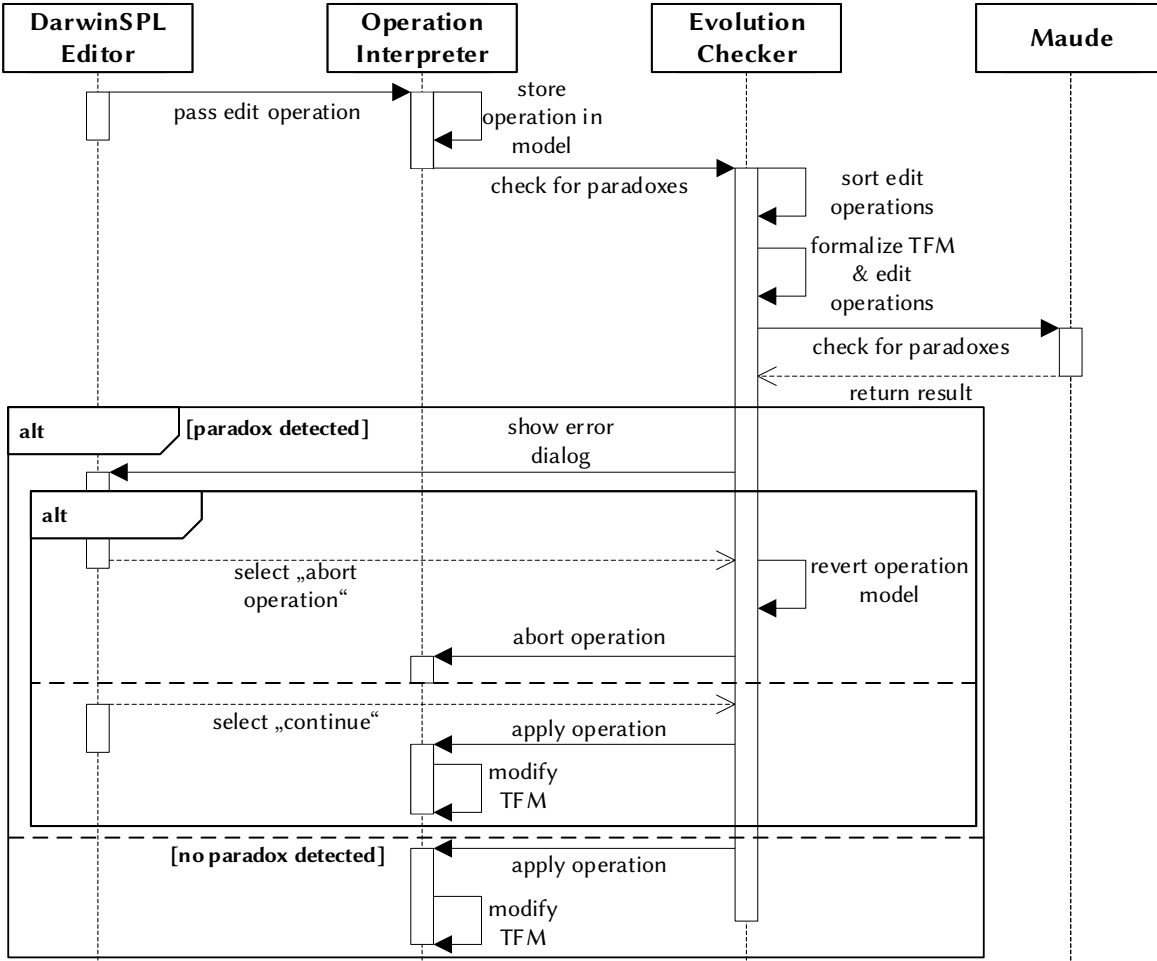 DarwinSPL
Editor
Operation
Interpreter
Evolution
Checker
Maude
pass edit operation
store
operation in
model
check for paradoxes
sort edit
operations
formalize TFM
& edit
operations
check for paradoxes
return result
alt
[paradox detected]
show error
dialog
alt
select „abort
operation“
revert operation
model
abort operation
select „continue“
apply operation
modify
TFM
[no paradox detected]
apply operation
modify
TFM